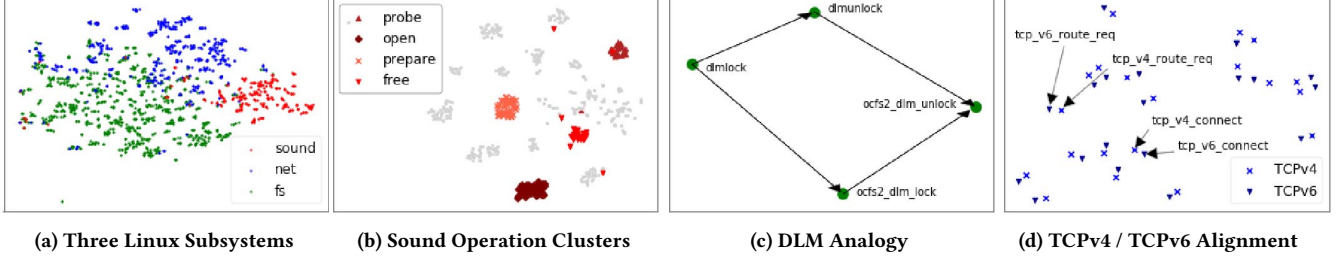 sound
net
fs
(a) Three Linux Subsystems
probe
open
prepare
free
(b) Sound Operation Clusters
dlmunlock
dlmlock
ocfs2_dlm_unlock
ocfs2_dlm_lock
(c) DLM Analogy
tcp_v6_route_req
tcp_v4_route_req
tcp_v4_connect
tcp_v6_connect
TCPv4
TCPv6
(d) TCPv4 / TCPv6 Alignment